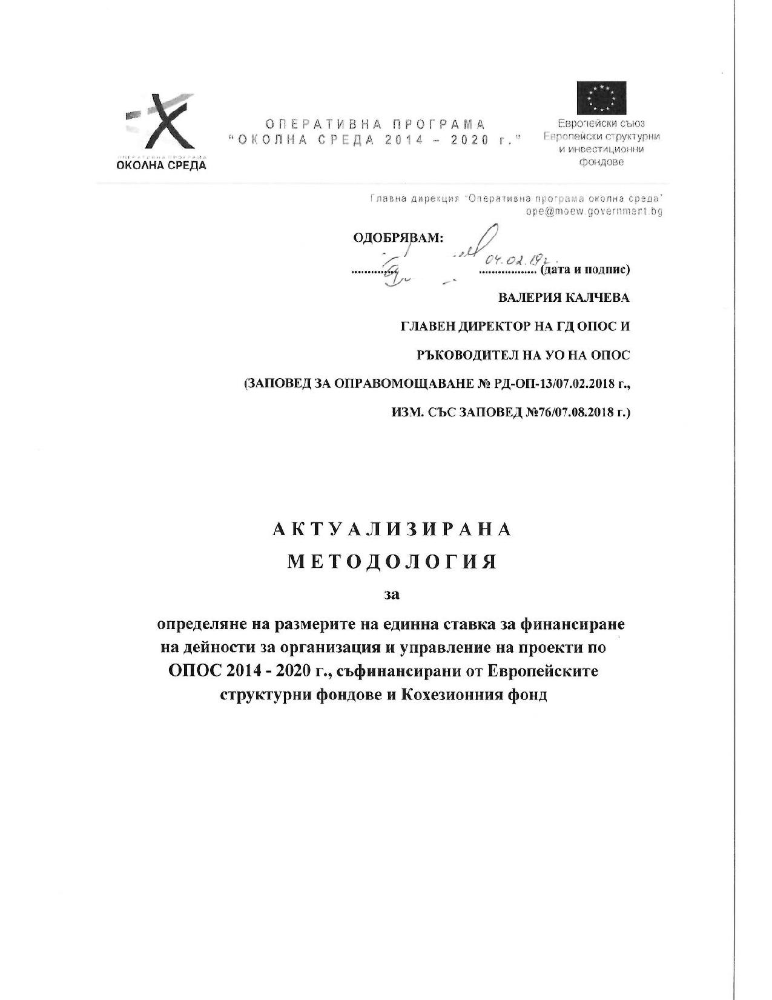 ОПЕРАТИВНА ПРОГРАМА
ОКОЛНА СРЕДА
ОПЕРАТИВНА ПРОГРАМА
“ОКОЛНА СРЕДА 2014 – 2020 г.”
Европейски съюз
Европейски структурни
и инвестиционни
фондове
Главна дирекция “Оперативна програма околна среда”
ope@moew.government.bg
ОДОБРЯВАМ:
04.02.19г.
.............. .................. (дата и подпис)
ВАЛЕРИЯ КАЛЧЕВА
ГЛАВЕН ДИРЕКТОР НА ГД ОПОС И
РЪКОВОДИТЕЛ НА УО НА ОПОС
(ЗАПОВЕД ЗА ОПРАВОМОЩАВАНЕ № РД-ОП-13/07.02.2018 г.,
ИЗМ. СЪС ЗАПОВЕД №76/07.08.2018 г.)
А К Т У А Л И З И Р А Н А
М Е Т О Д О Л О Г И Я
за
определяне на размерите на единна ставка за финансиране
на дейности за организация и управление на проекти по
ОПОС 2014 - 2020 г., съфинансирани от Европейските
структурни фондове и Кохезионния фонд